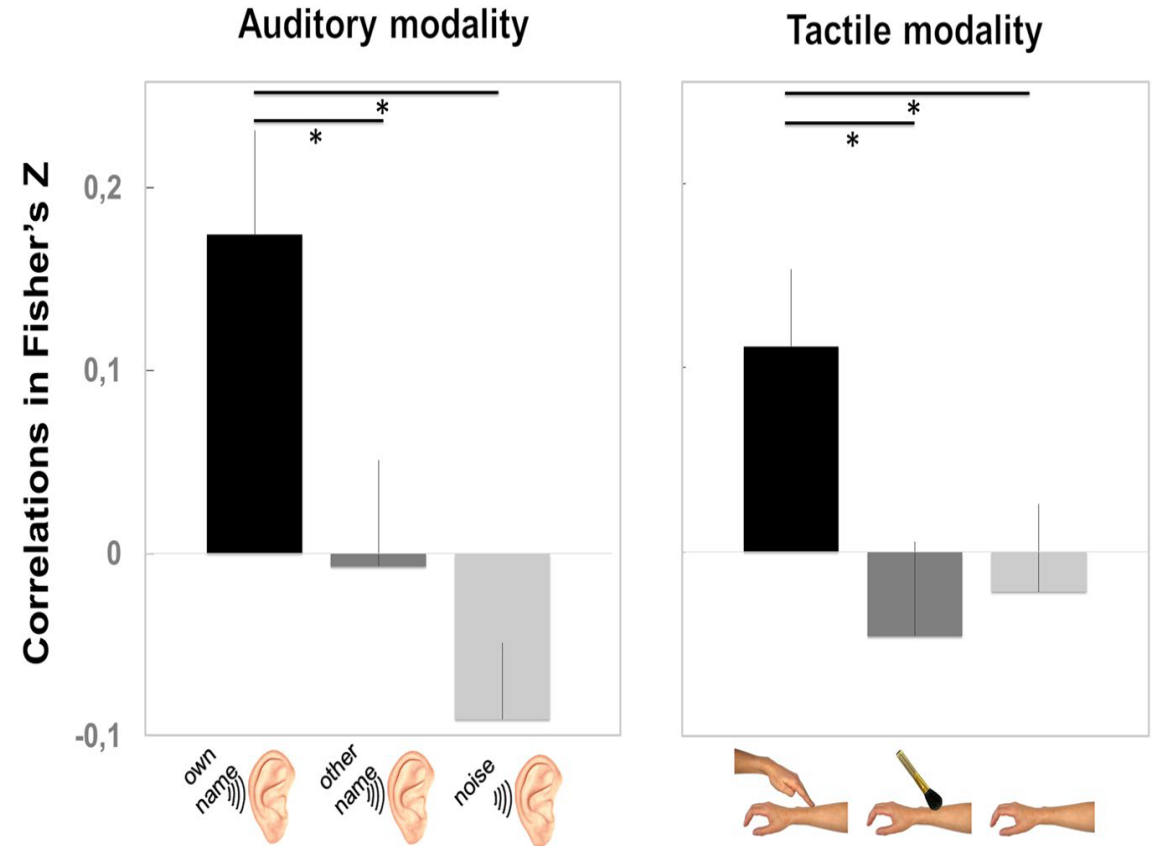 Auditory modality
Tactile modality
Correlations in Fisher's Z
0,2
0,1
0
-0,1
*
*
*
*
own
name
other
name
noise